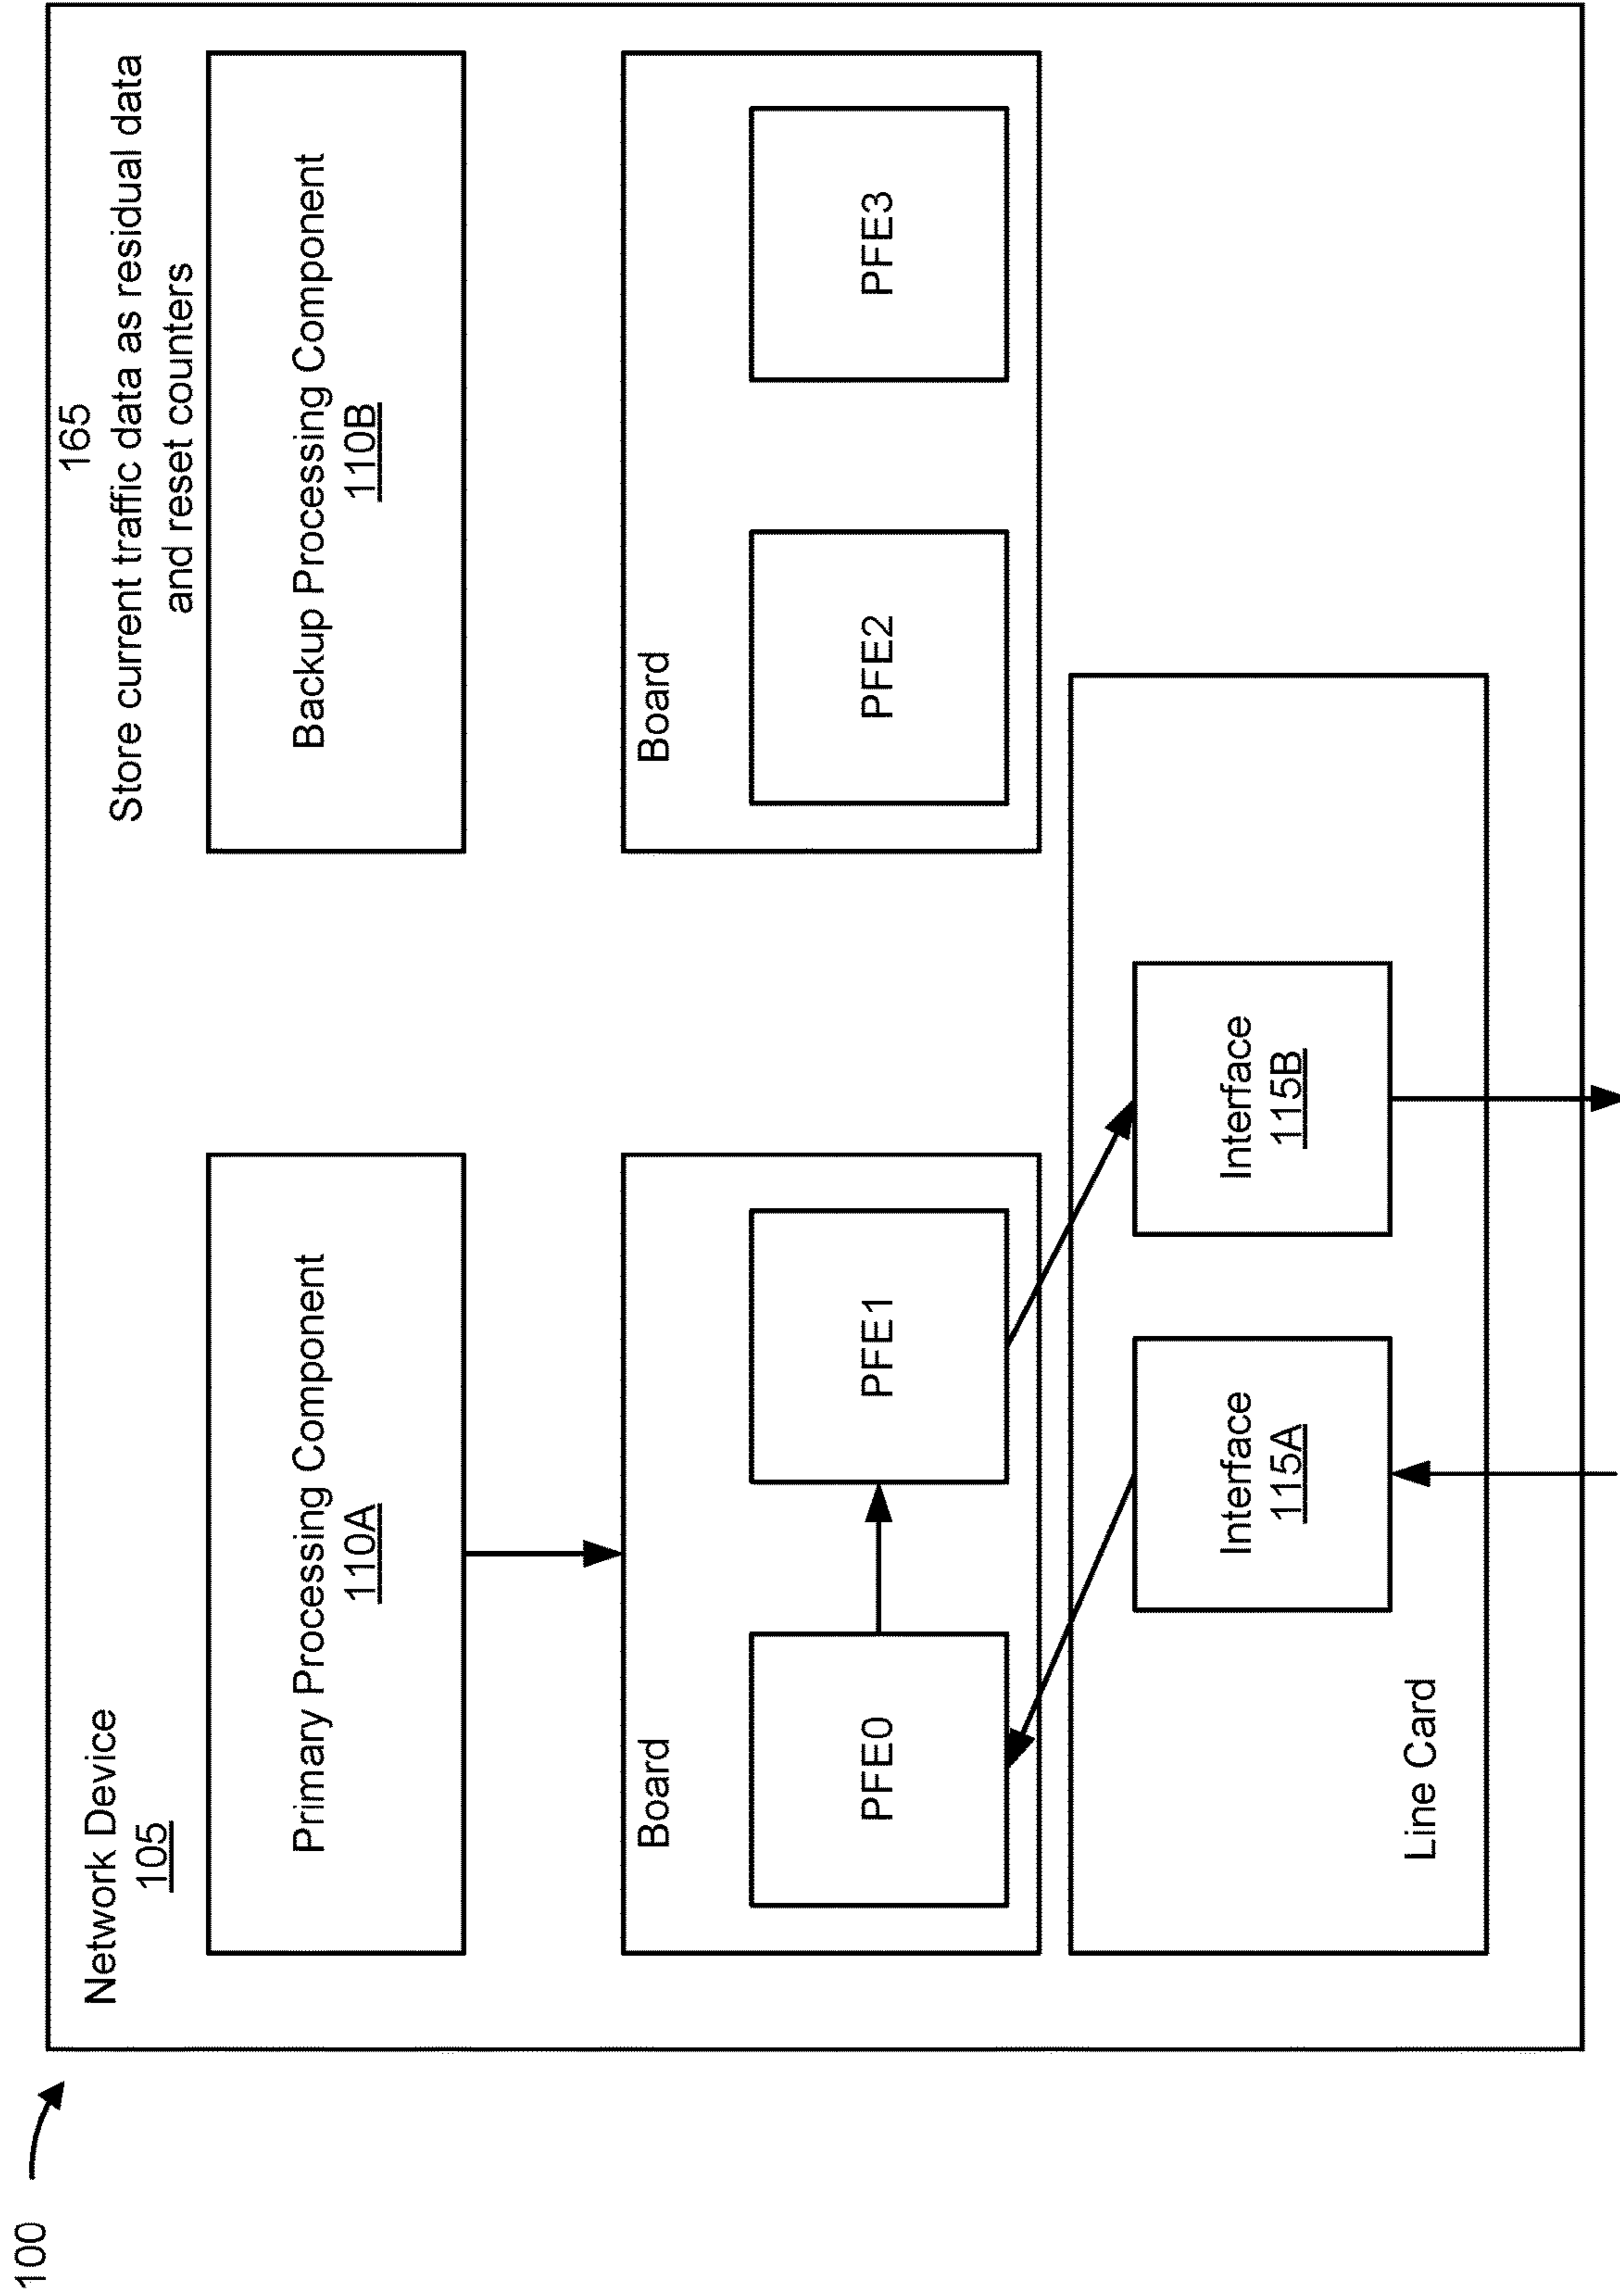 100
Network Device
105
165
Store current traffic data as residual data
and reset counters
Primary Processing Component
110A
Backup Processing Component
110B
Board
PFE0
PFE1
Board
PFE2
PFE3
Interface
115A
Interface
115B
Line Card